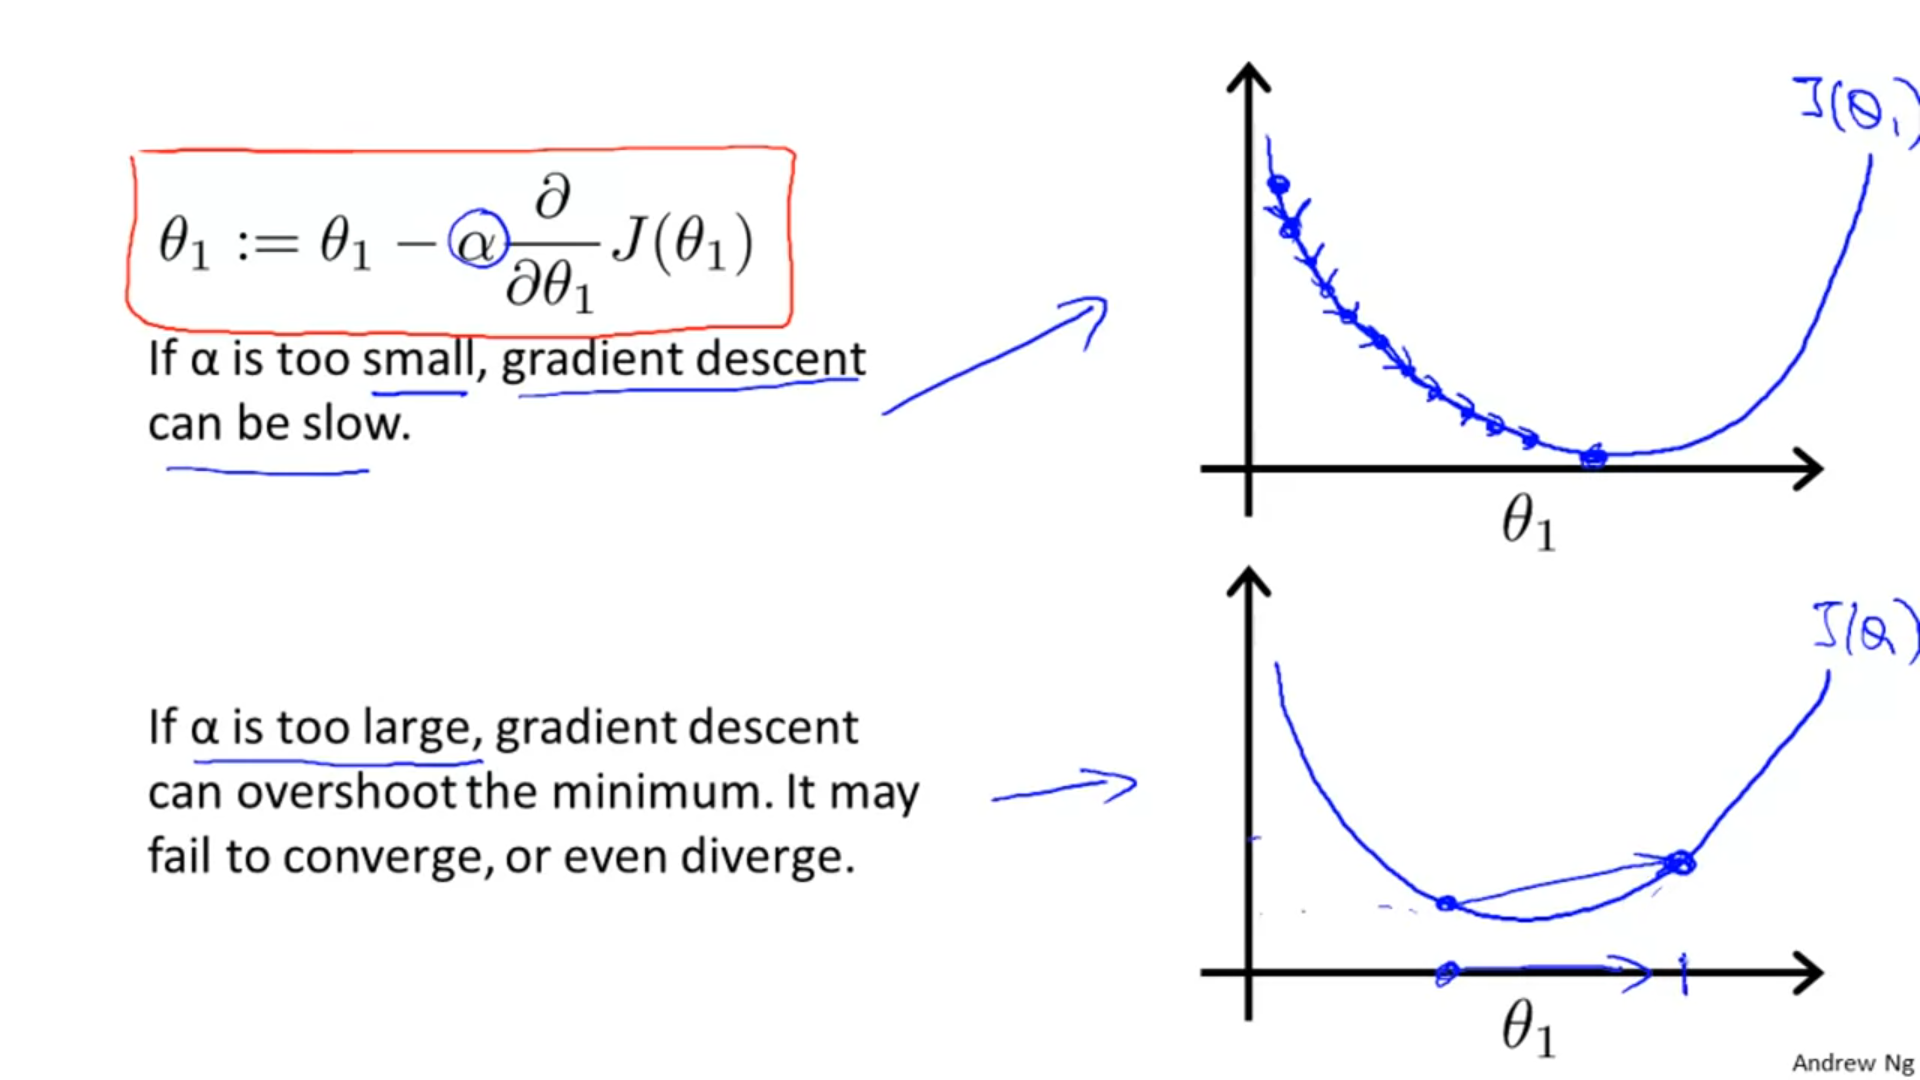 θ₁ := θ₁ − α ∂/∂θ₁ J(θ₁)
If α is too small, gradient descent
can be slow.
J(θ₁)
θ₁
If α is too large, gradient descent
can overshoot the minimum. It may
fail to converge, or even diverge.
J(θ₁)
θ₁
Andrew Ng